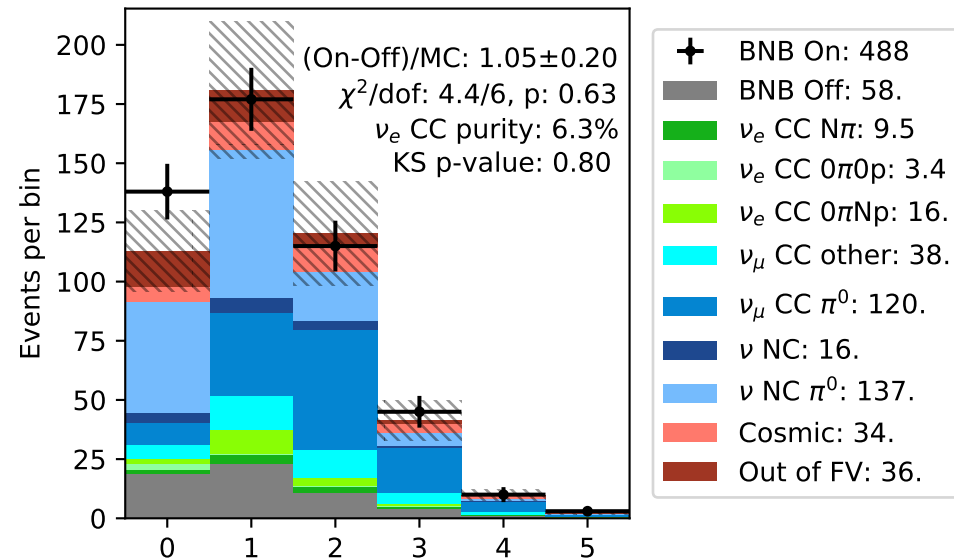 (On-Off)/MC: 1.05±0.20
χ²/dof: 4.4/6, p: 0.63
νₑ CC purity: 6.3%
KS p-value: 0.80
Events per bin
200
175
150
125
100
75
50
25
0
0 1 2 3 4 5
BNB On: 488
BNB Off: 58.
νₑ CC Nπ: 9.5
νₑ CC 0π0p: 3.4
νₑ CC 0πNp: 16.
ν_μ CC other: 38.
ν_μ CC π⁰: 120.
ν NC: 16.
ν NC π⁰: 137.
Cosmic: 34.
Out of FV: 36.